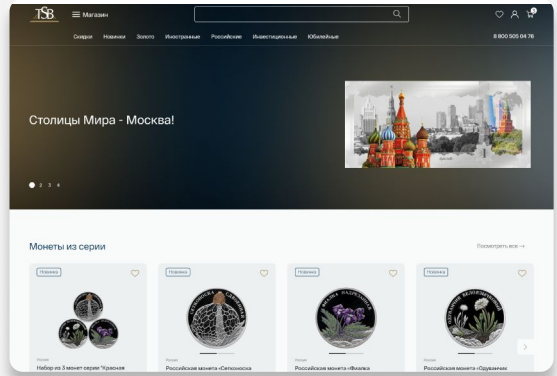 TSB
Магазин
0
Скидки Новинки Золото Иностранные Российские Инвестиционные Юбилейные
8 800 505 04 76
Столицы Мира - Москва!
2 3 4
Монеты из серии
Посмотреть все →
Новинка Новинка Новинка Новинка
Россия Россия Россия Россия
Набор из 3 монет серии "Красная Российская монета «Сетконоска Российская монета «Фиалка Российская монета «Одуванчик